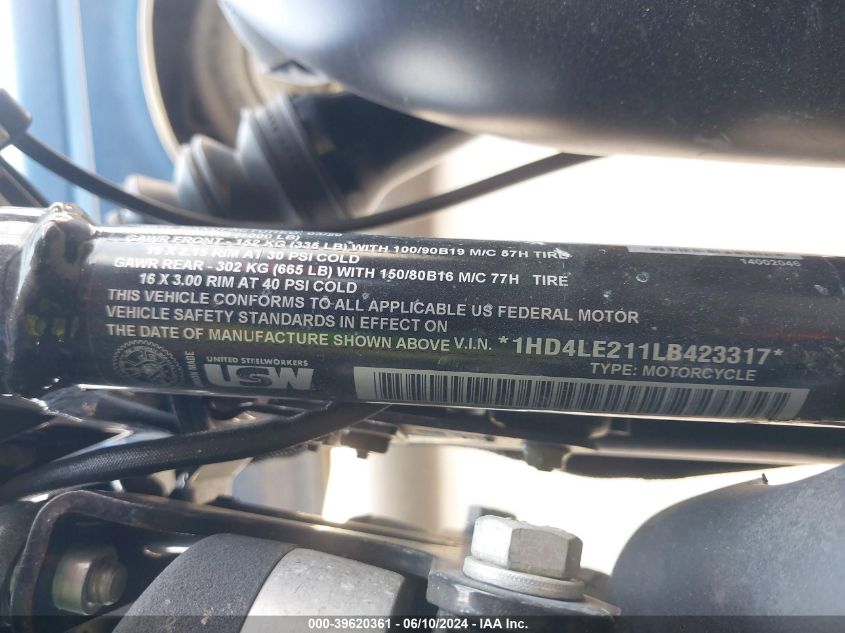 GAWR FRONT - 152 KG (335 LB) WITH 100/90B19 M/C 57H TIRE
19 X 2.15 RIM AT 30 PSI COLD
GAWR REAR - 302 KG (665 LB) WITH 150/80B16 M/C 77H TIRE
16 X 3.00 RIM AT 40 PSI COLD
THIS VEHICLE CONFORMS TO ALL APPLICABLE US FEDERAL MOTOR
VEHICLE SAFETY STANDARDS IN EFFECT ON
THE DATE OF MANUFACTURE SHOWN ABOVE V.I.N. *1HD4LE211LB423317*
TYPE: MOTORCYCLE
UNITED STEELWORKERS
USW
14002046
000-39620361 - 06/10/2024 - IAA Inc.